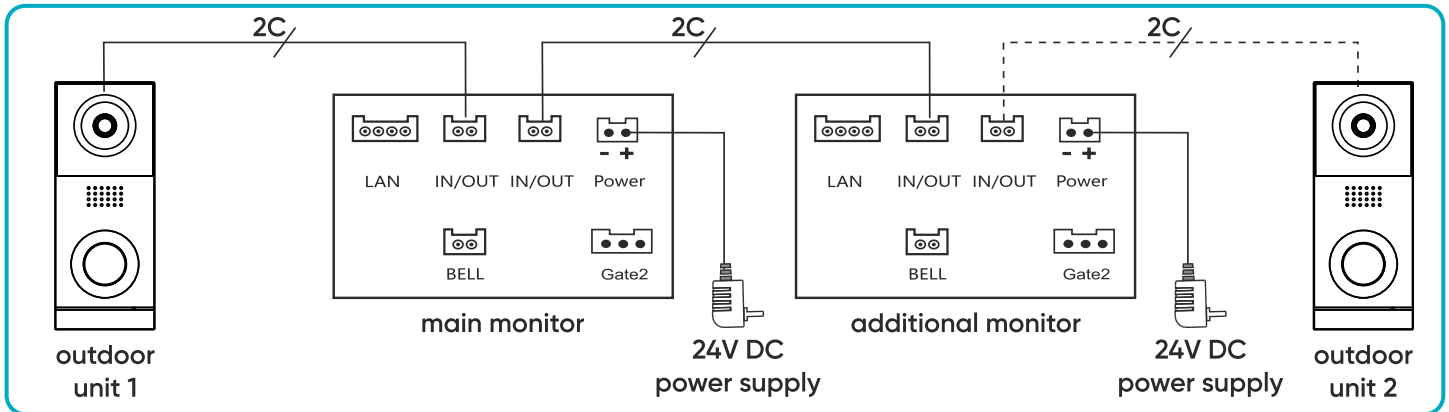 2C 2C 2C
- + - +
LAN IN/OUT IN/OUT Power LAN IN/OUT IN/OUT Power
BELL Gate2 BELL Gate2
main monitor additional monitor
outdoor
unit 1
24V DC
power supply
24V DC
power supply
outdoor
unit 2